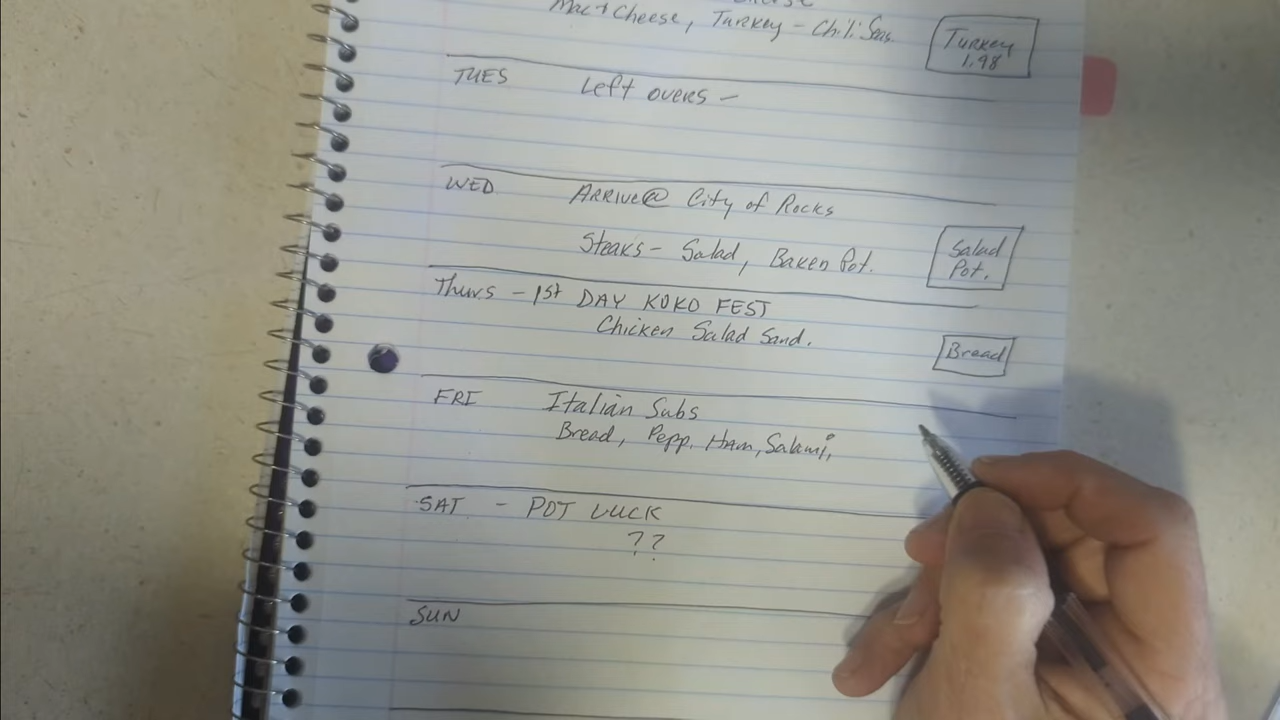 Mac + Cheese, Turkey - Chili Seas.
Turkey
1.98
TUES Left overs -
WED Arrive @ City of Rocks
Steaks - Salad, Baken Pot.
Salad
Pot.
Thurs - 1st DAY KOKO FEST
Chicken Salad Sand.
Bread
FRI Italian Subs
Bread, Pepp. Ham, Salami,
SAT - POT LUCK
??
SUN